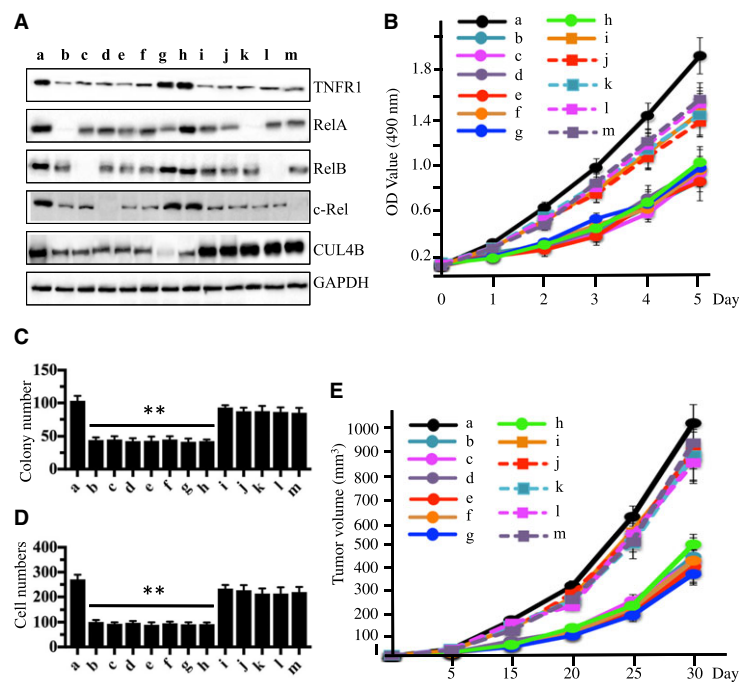 A
a b c d e f g h i j k l m
TNFR1
RelA
RelB
c-Rel
CUL4B
GAPDH
B
a
b
c
d
e
f
g
h
i
j
k
l
m
OD Value (490 nm)
1.8
1.4
1.0
0.6
0.2
0 1 2 3 4 5 Day
C
Colony number
150
100
50
0
**
a b c d e f g h i j k l m
D
Cell numbers
400
300
200
100
0
**
a b c d e f g h i j k l m
E
a
b
c
d
e
f
g
h
i
j
k
l
m
Tumor volume (mm³)
1000
900
800
700
600
500
400
300
200
100
5 15 20 25 30 Day